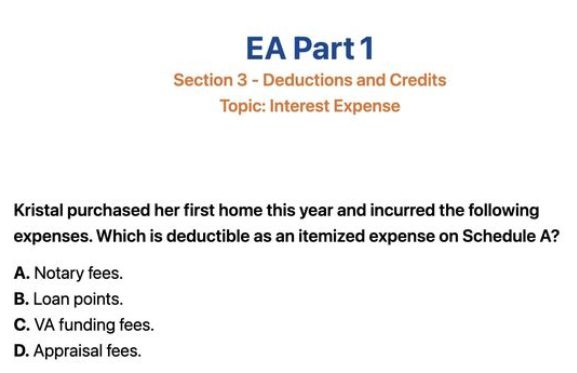 EA Part 1
Section 3 - Deductions and Credits
Topic: Interest Expense
Kristal purchased her first home this year and incurred the following
expenses. Which is deductible as an itemized expense on Schedule A?
A. Notary fees.
B. Loan points.
C. VA funding fees.
D. Appraisal fees.